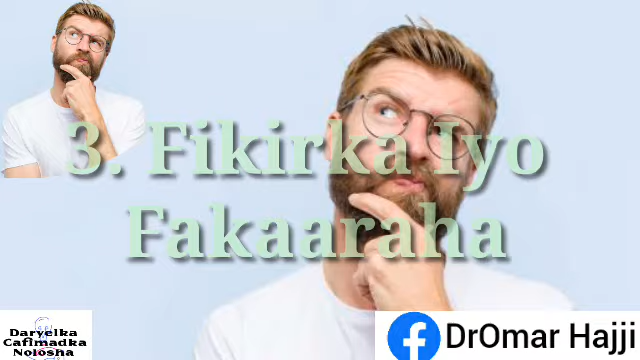 3. Fikirka Iyo
Fakaaraha
Daryelka
Cafimadka
Nolosha
DrOmar Hajji